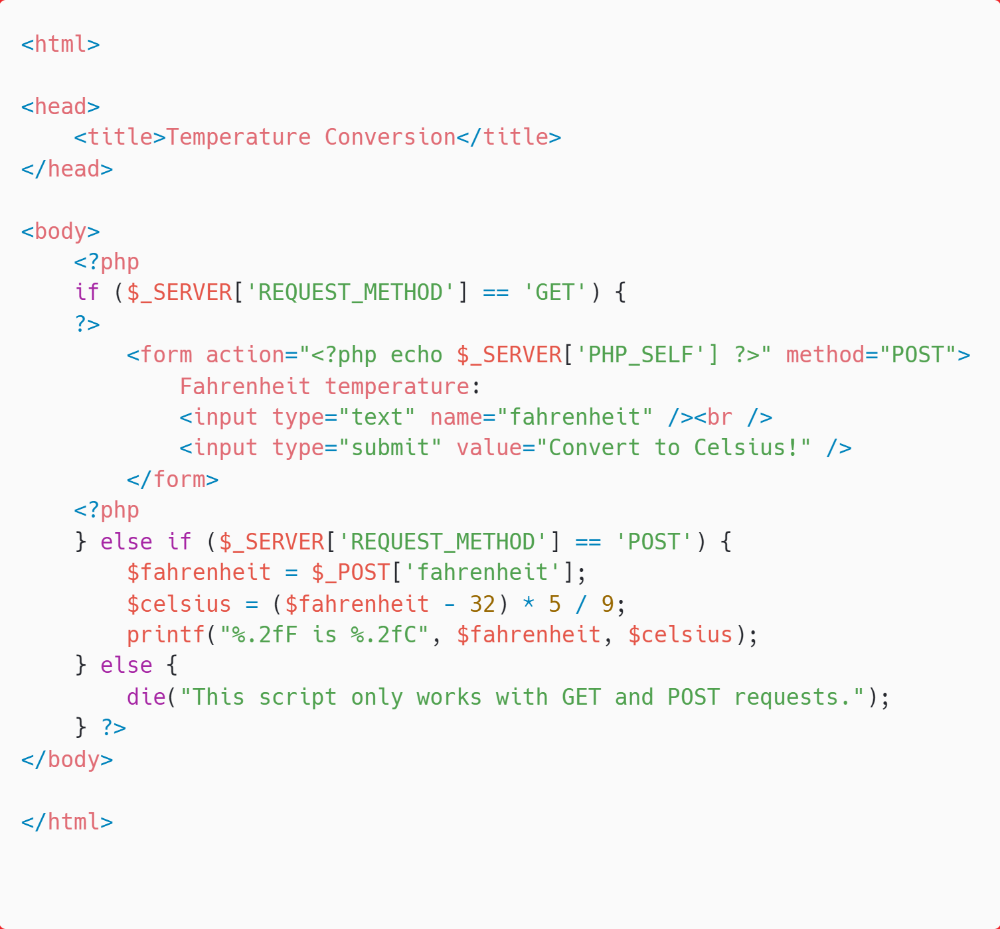 <html>
<head>
<title>Temperature Conversion</title>
</head>
<body>
<?php
if ($_SERVER['REQUEST_METHOD'] == 'GET') {
?>
<form action="<?php echo $_SERVER['PHP_SELF'] ?>" method="POST">
Fahrenheit temperature:
<input type="text" name="fahrenheit" /><br />
<input type="submit" value="Convert to Celsius!" />
</form>
<?php
} else if ($_SERVER['REQUEST_METHOD'] == 'POST') {
$fahrenheit = $_POST['fahrenheit'];
$celsius = ($fahrenheit - 32) * 5 / 9;
printf("%.2fF is %.2fC", $fahrenheit, $celsius);
} else {
die("This script only works with GET and POST requests.");
} ?>
</body>
</html>